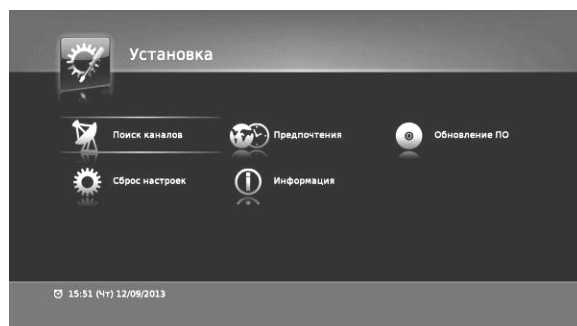 Установка
Поиск каналов
Предпочтения
Обновление ПО
Сброс настроек
Информация
15:51 (Чт) 12/09/2013